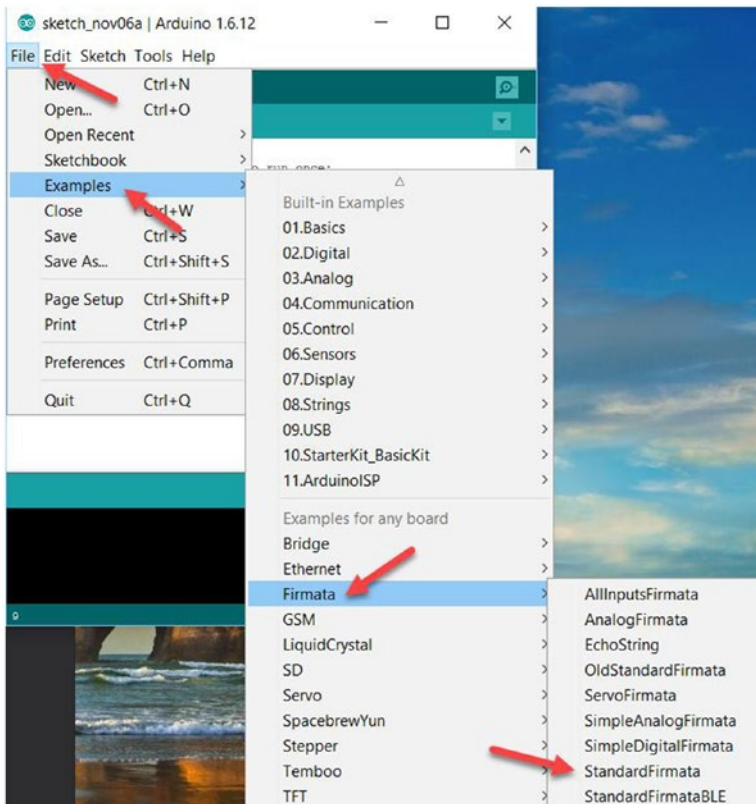 sketch_nov06a | Arduino 1.6.12
File Edit Sketch Tools Help
New Ctrl+N
Open... Ctrl+O
Open Recent
Sketchbook
Examples
Close Ctrl+W
Save Ctrl+S
Save As... Ctrl+Shift+S
Page Setup Ctrl+Shift+P
Print Ctrl+P
Preferences Ctrl+Comma
Quit Ctrl+Q
run once:
Built-in Examples
01.Basics
02.Digital
03.Analog
04.Communication
05.Control
06.Sensors
07.Display
08.Strings
09.USB
10.StarterKit_BasicKit
11.ArduinoISP
Examples for any board
Bridge
Ethernet
Firmata
GSM
LiquidCrystal
SD
Servo
SpacebrewYun
Stepper
Temboo
TFT
AllInputsFirmata
AnalogFirmata
EchoString
OldStandardFirmata
ServoFirmata
SimpleAnalogFirmata
SimpleDigitalFirmata
StandardFirmata
StandardFirmataBLE
9